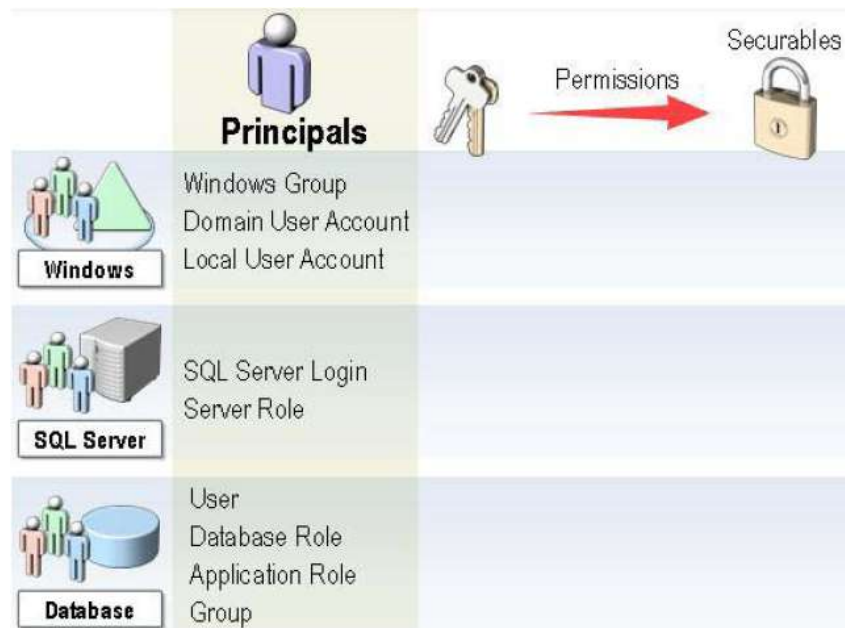 Securables
Permissions
Principals
Windows Group
Domain User Account
Local User Account
Windows
SQL Server Login
Server Role
SQL Server
User
Database Role
Application Role
Group
Database